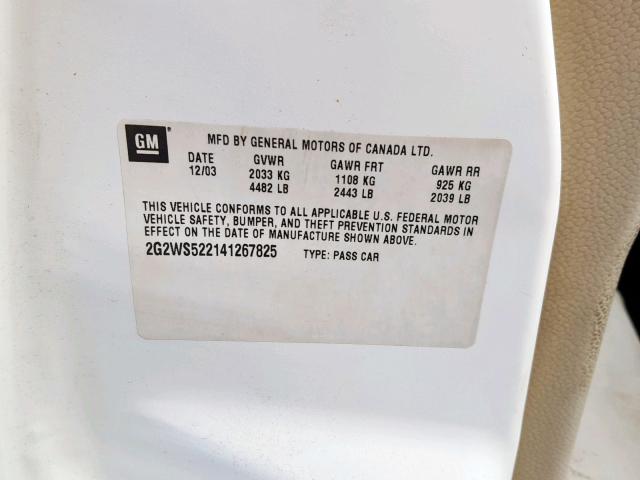 GM MFD BY GENERAL MOTORS OF CANADA LTD.
DATE GVWR GAWR FRT GAWR RR
12/03 2033 KG 1108 KG 925 KG
4482 LB 2443 LB 2039 LB
THIS VEHICLE CONFORMS TO ALL APPLICABLE U.S. FEDERAL MOTOR
VEHICLE SAFETY, BUMPER, AND THEFT PREVENTION STANDARDS IN
EFFECT ON THE DATE OF MANUFACTURE SHOWN ABOVE.
2G2WS522141267825 TYPE: PASS CAR